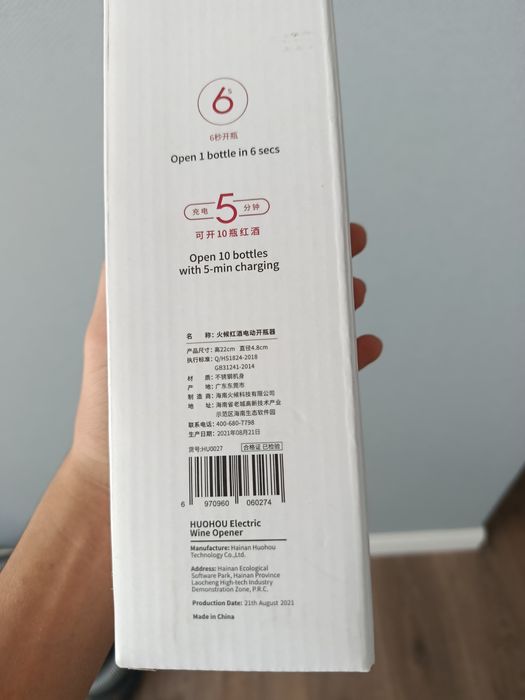 6s
6秒开瓶
Open 1 bottle in 6 secs
充电 5 分钟
可开10瓶红酒
Open 10 bottles
with 5-min charging
名 称: 火候红酒电动开瓶器
产品尺寸: 高22cm 直径4.8cm
执行标准: Q/HS1824-2018
GB31241-2014
材 质: 不锈钢机身
产 地: 广东东莞市
制 造 商: 海南火候科技有限公司
地 址: 海南省老城高新技术产业
示范区海南生态软件园
联系电话: 400-680-7798
生产日期: 2021年08月21日
货号:HU0027 合格证 已检验
6 970960 060274
HUOHOU Electric
Wine Opener
Manufacture: Hainan Huohou
Technology Co.,Ltd.
Address: Hainan Ecological
Software Park, Hainan Province
Laocheng High-tech Industry
Demonstration Zone, P.R.C.
Production Date: 21th August 2021
Made in China